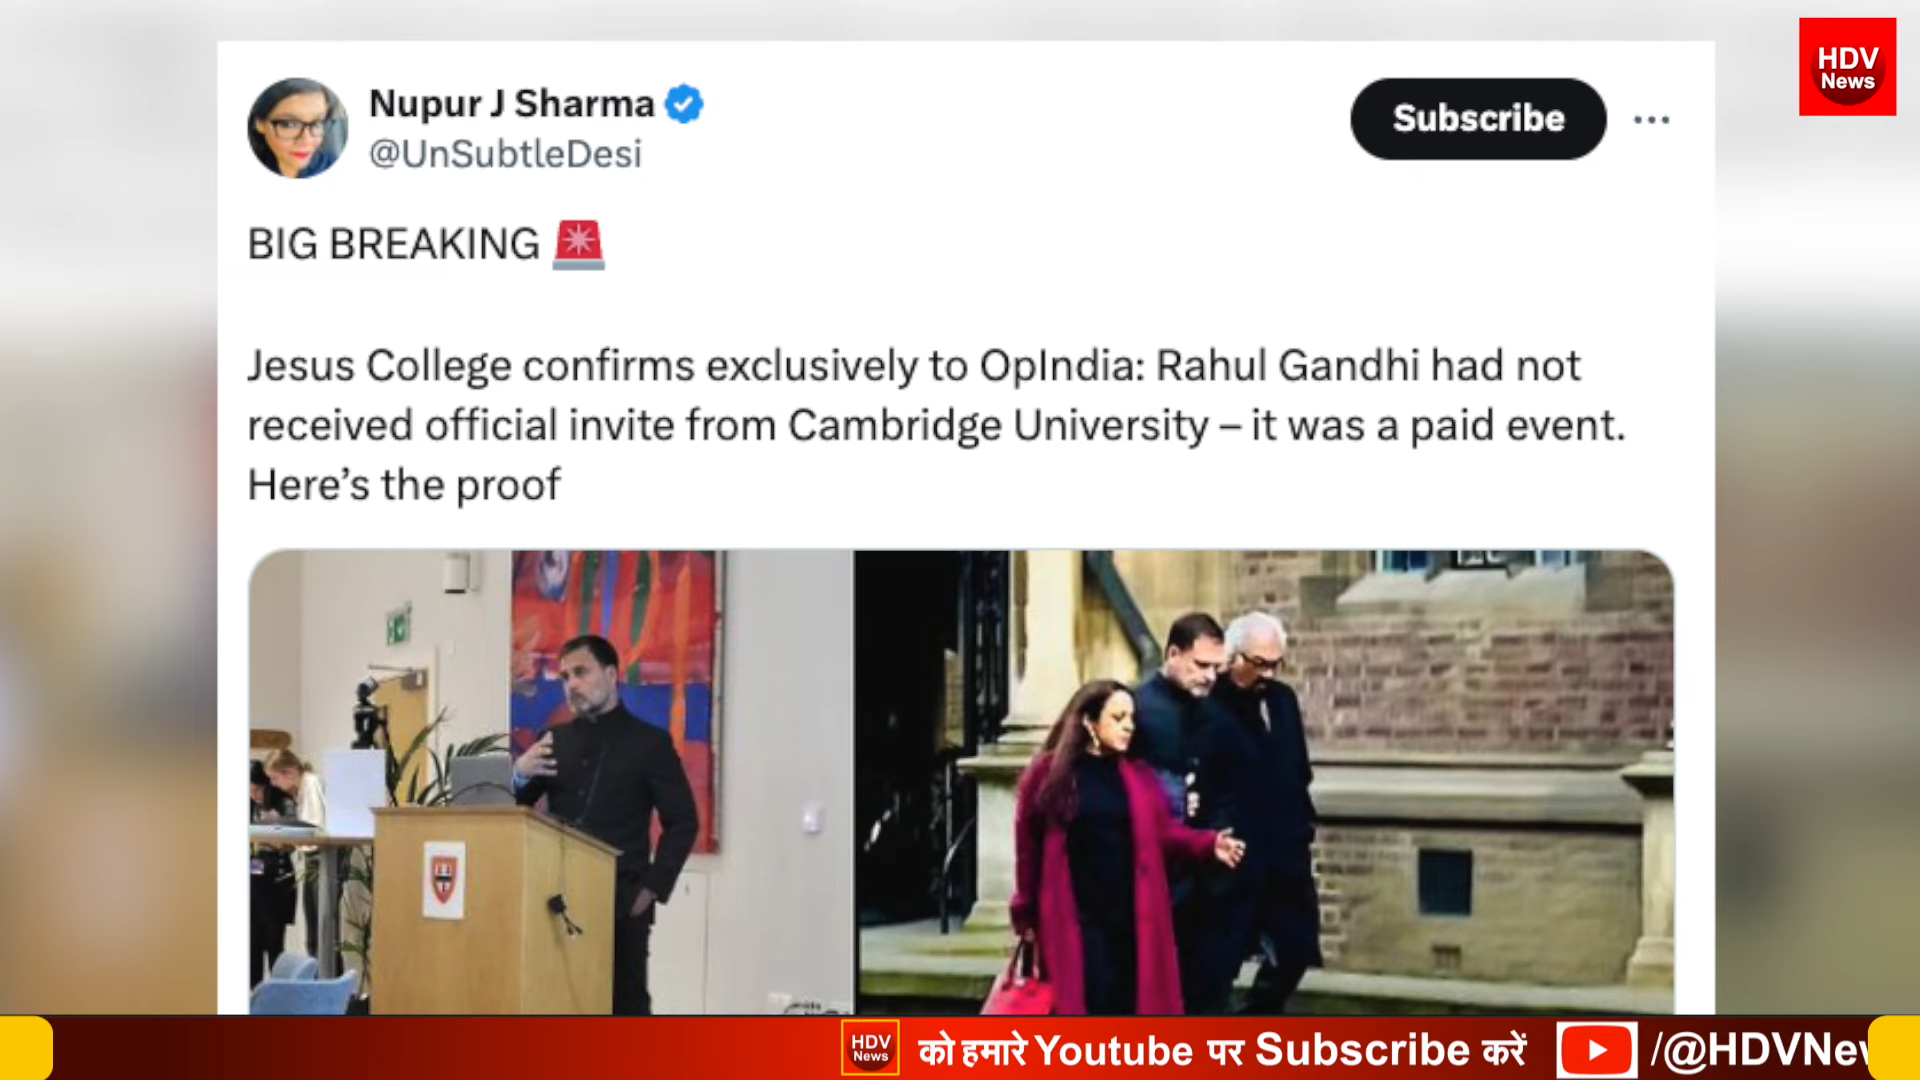 HDV
News
Nupur J Sharma
@UnSubtleDesi
Subscribe
BIG BREAKING
Jesus College confirms exclusively to OpIndia: Rahul Gandhi had not
received official invite from Cambridge University – it was a paid event.
Here’s the proof
HDV
News
को हमारे Youtube पर Subscribe करें
/@HDVNe